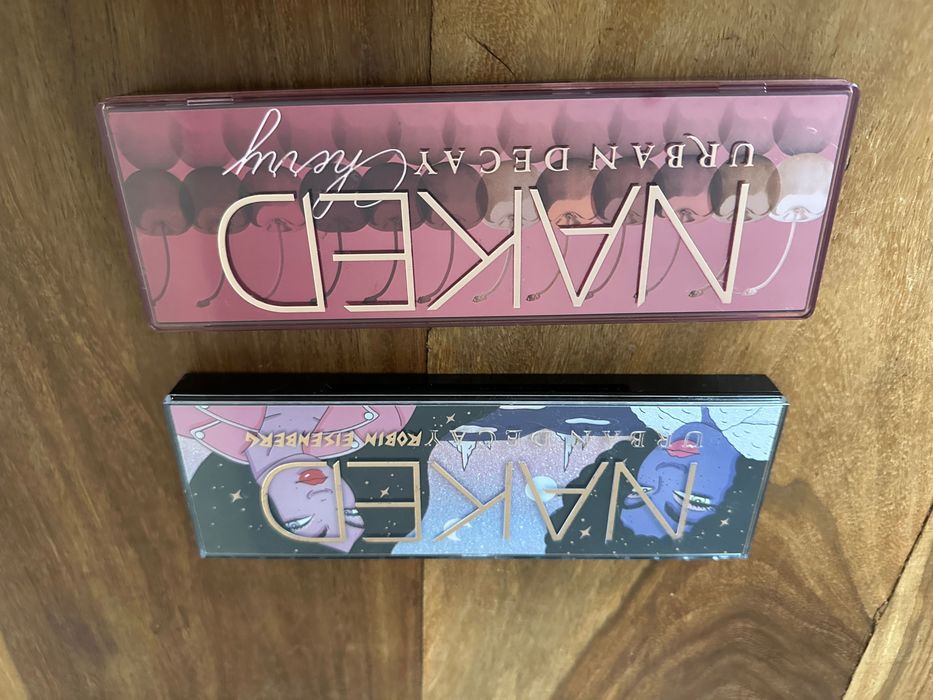 NAKED
URBAN DECAY ROBIN EISENBERG
NAKED
URBAN DECAY Cherry